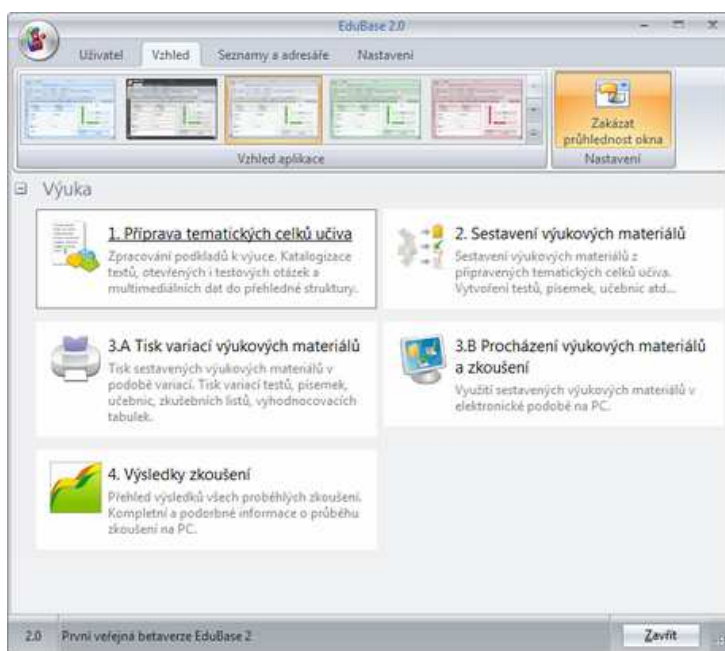 EduBase 2.0
Uživatel Vzhled Seznamy a adresáře Nastavení
Zakázat
průhlednost okna
Vzhled aplikace Nastavení
Výuka
1. Příprava tematických celků učiva
Zpracování podkladů k výuce. Katalogizace
textů, otevřených i testových otázek a
multimediálních dat do přehledné struktury.
2. Sestavení výukových materiálů
Sestavení výukových materiálů z
připravených tematických celků učiva.
Vytvoření testů, písemek, učebnic atd...
3.A Tisk variací výukových materiálů
Tisk sestavených výukových materiálů v
podobě variací. Tisk variací testů, písemek,
učebnic, zkušebních listů, vyhodnocovacích
tabulek.
3.B Procházení výukových materiálů
a zkoušení
Využití sestavených výukových materiálů v
elektronické podobě na PC.
4. Výsledky zkoušení
Přehled výsledků všech proběhlých zkoušení.
Kompletní a podorbné informace o průběhu
zkoušení na PC.
2.0 První veřejná betaverze EduBase 2 Zavřít